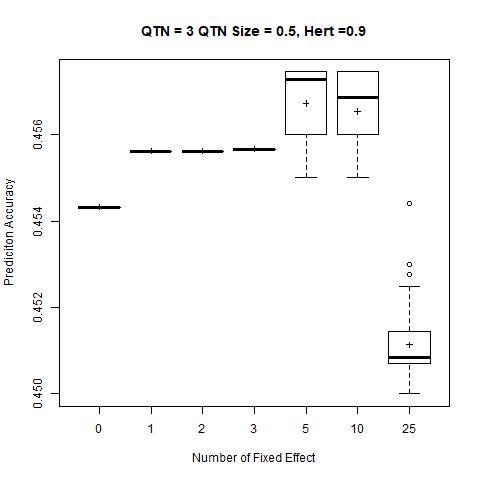 QTN = 3 QTN Size = 0.5, Hert =0.9
Prediciton Accuracy
0.456
0.454
0.452
0.450
0 1 2 3 5 10 25
Number of Fixed Effect